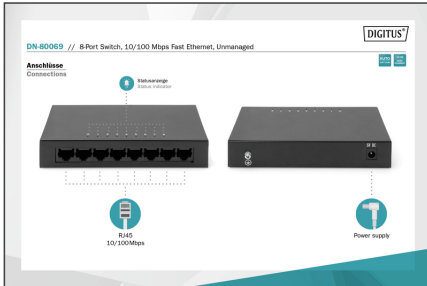 DIGITUS®
DN-80069 // 8-Port Switch, 10/100 Mbps Fast Ethernet, Unmanaged
Anschlüsse
Connections
Statusanzeige
Status indicator
RJ45
10/100Mbps
Power supply